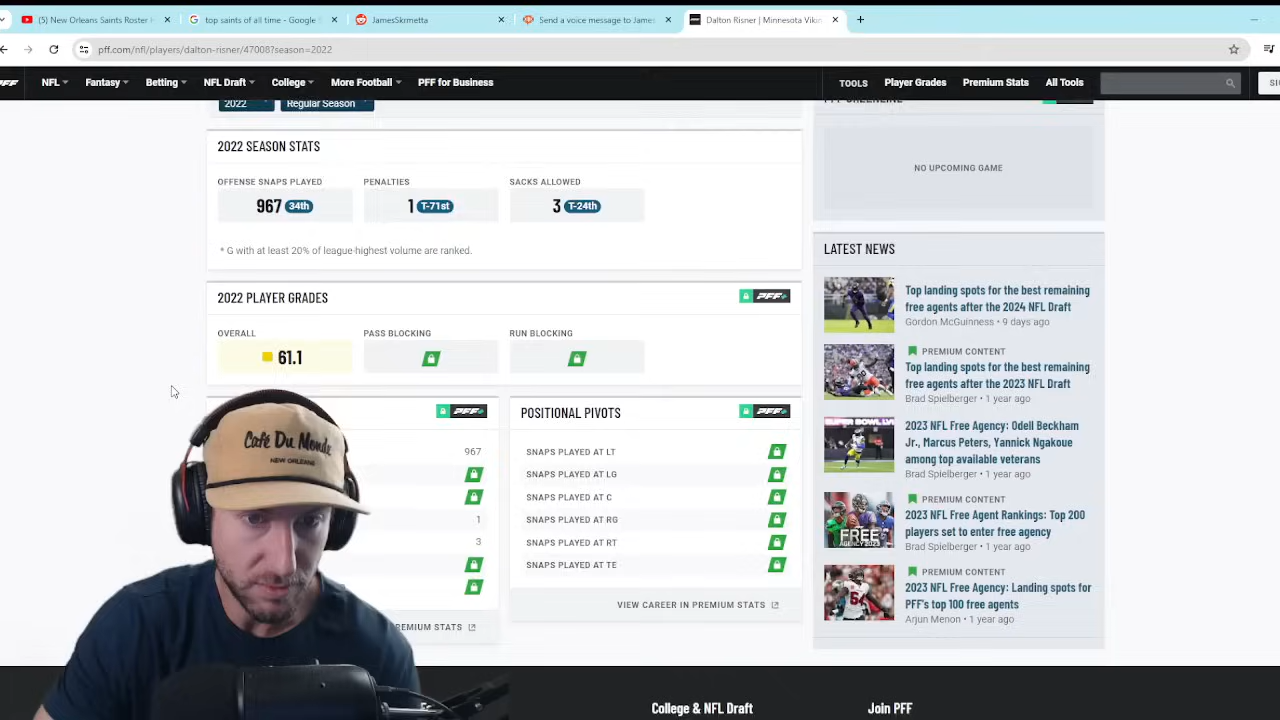 (5) New Orleans Saints Roster H
top saints of all time - Google S
JamesSkrmetta
Send a voice message to James
Dalton Risner | Minnesota Vikin
pff.com/nfl/players/dalton-risner/47008?season=2022
PFF NFL Fantasy Betting NFL Draft College More Football PFF for Business TOOLS Player Grades Premium Stats All Tools
2022 Regular Season
NO UPCOMING GAME
2022 SEASON STATS
OFFENSE SNAPS PLAYED PENALTIES SACKS ALLOWED
967 34th 1 T-71st 3 T-24th
* G with at least 20% of league-highest volume are ranked.
2022 PLAYER GRADES PFF+
OVERALL PASS BLOCKING RUN BLOCKING
61.1
PFF+
967
1
3
REMIUM STATS
POSITIONAL PIVOTS PFF+
SNAPS PLAYED AT LT
SNAPS PLAYED AT LG
SNAPS PLAYED AT C
SNAPS PLAYED AT RG
SNAPS PLAYED AT RT
SNAPS PLAYED AT TE
VIEW CAREER IN PREMIUM STATS
LATEST NEWS
Top landing spots for the best remaining
free agents after the 2024 NFL Draft
Gordon McGuinness • 9 days ago
PREMIUM CONTENT
Top landing spots for the best remaining
free agents after the 2023 NFL Draft
Brad Spielberger • 1 year ago
2023 NFL Free Agency: Odell Beckham
Jr., Marcus Peters, Yannick Ngakoue
among top available veterans
Brad Spielberger • 1 year ago
PREMIUM CONTENT
2023 NFL Free Agent Rankings: Top 200
players set to enter free agency
Brad Spielberger • 1 year ago
FREE
PREMIUM CONTENT
2023 NFL Free Agency: Landing spots for
PFF's top 100 free agents
Arjun Menon • 1 year ago
Café Du Monde
NEW ORLEANS
College & NFL Draft
Join PFF